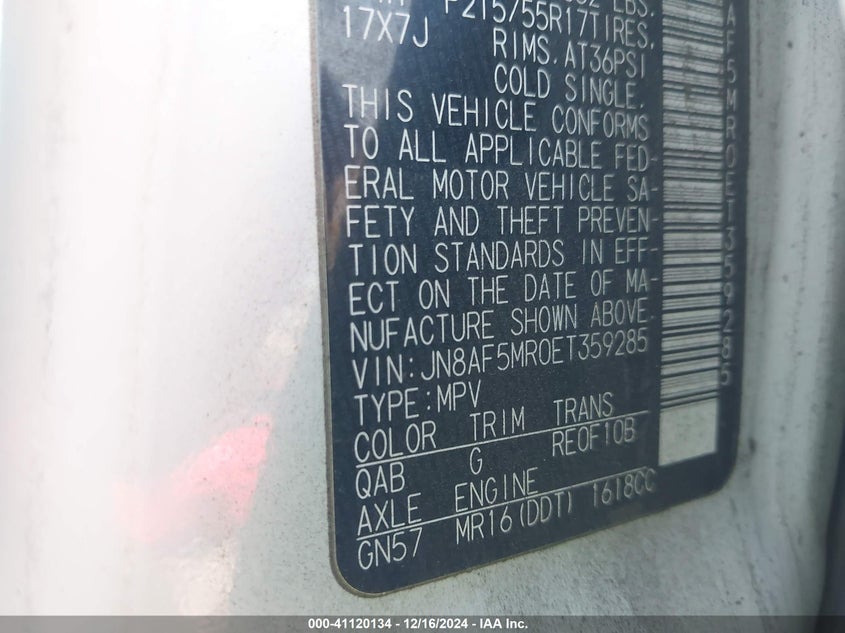 P215/55R17TIRES.
17X7J RIMS. AT36PSI
COLD SINGLE.
THIS VEHICLE CONFORMS
TO ALL APPLICABLE FED-
ERAL MOTOR VEHICLE SA-
FETY AND THEFT PREVEN-
TION STANDARDS IN EFF-
ECT ON THE DATE OF MA-
NUFACTURE SHOWN ABOVE.
VIN:JN8AF5MR0ET359285
TYPE:MPV
COLOR TRIM TRANS
QAB G RE0F10B
AXLE ENGINE
GN57 MR16(DDT) 1618CC
AF5MR0ET359285
000-41120134 - 12/16/2024 - IAA Inc.